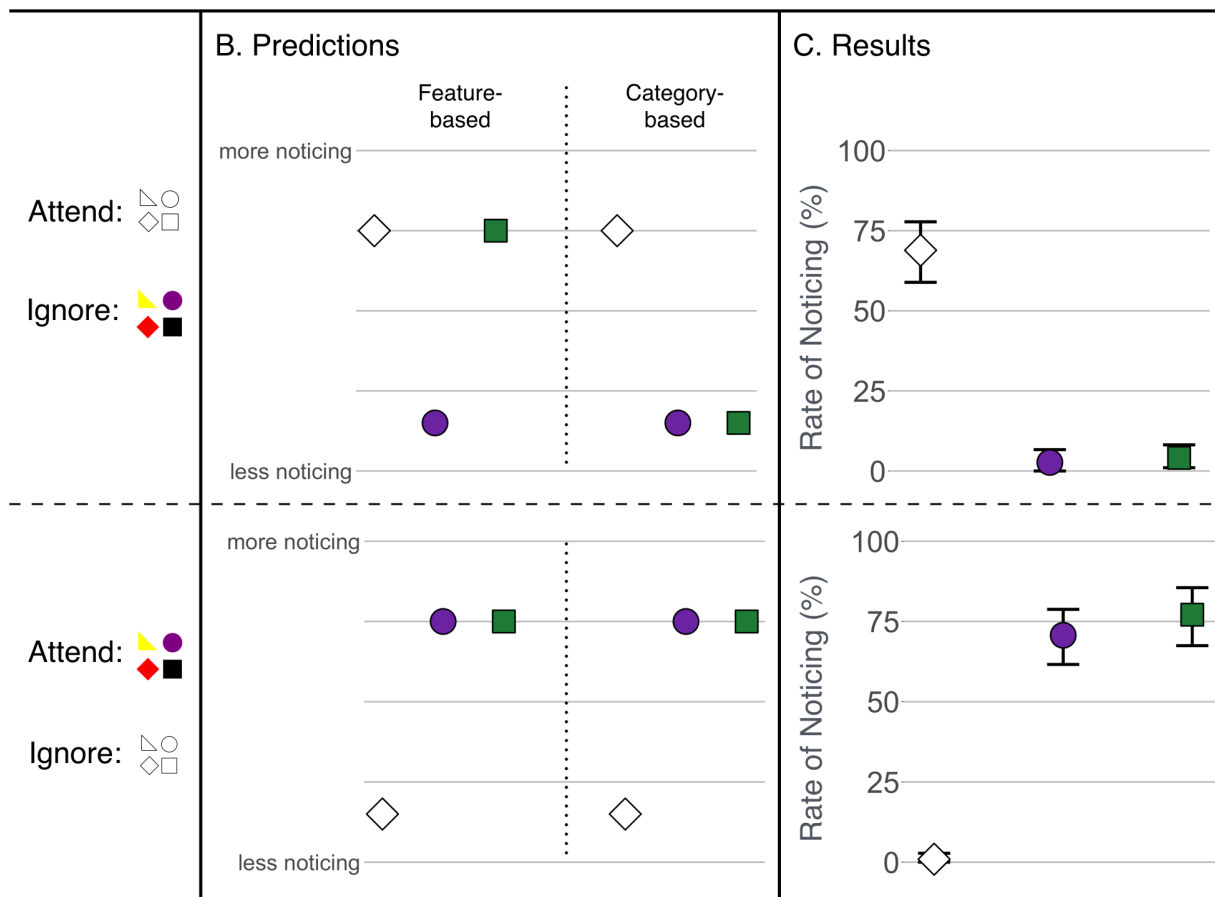 B. Predictions
C. Results
Feature-
based
Category-
based
more noticing
less noticing
Attend:
Ignore:
100
75
50
25
0
Rate of Noticing (%)
more noticing
less noticing
Attend:
Ignore:
100
75
50
25
0
Rate of Noticing (%)